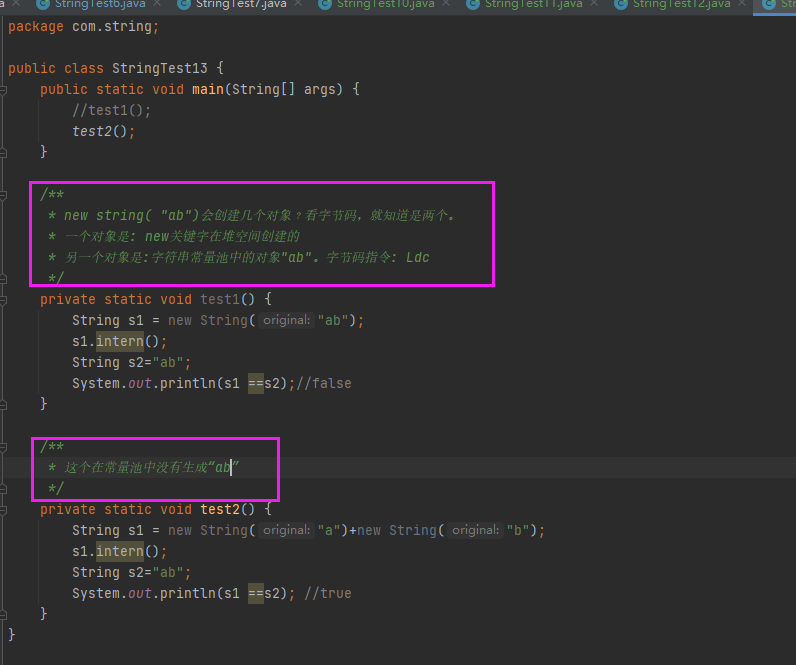 a StringTest6.java StringTest7.java StringTest10.java StringTest11.java StringTest12.java
package com.string;
public class StringTest13 {
public static void main(String[] args) {
//test1();
test2();
}
/**
* new string( "ab")会创建几个对象？看字节码，就知道是两个。
* 一个对象是: new关键字在堆空间创建的
* 另一个对象是:字符串常量池中的对象"ab"。字节码指令: Ldc
*/
private static void test1() {
String s1 = new String( original: "ab");
s1.intern();
String s2="ab";
System.out.println(s1 ==s2);//false
}
/**
* 这个在常量池中没有生成“ab”
*/
private static void test2() {
String s1 = new String( original: "a")+new String( original: "b");
s1.intern();
String s2="ab";
System.out.println(s1 ==s2); //true
}
}